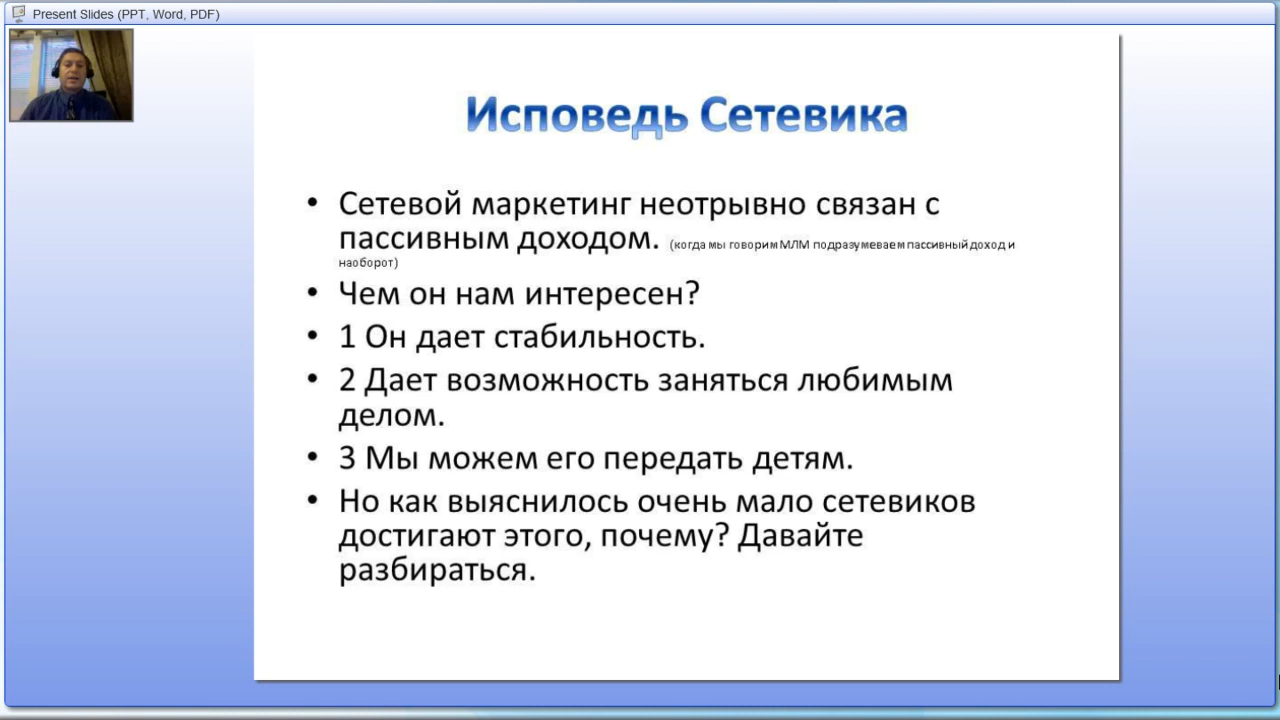 Present Slides (PPT, Word, PDF)
Исповедь Сетевика
• Сетевой маркетинг неотрывно связан с
пассивным доходом. (когда мы говорим МЛМ подразумеваем пассивный доход и
наоборот)
• Чем он нам интересен?
• 1 Он дает стабильность.
• 2 Дает возможность заняться любимым
делом.
• 3 Мы можем его передать детям.
• Но как выяснилось очень мало сетевиков
достигают этого, почему? Давайте
разбираться.